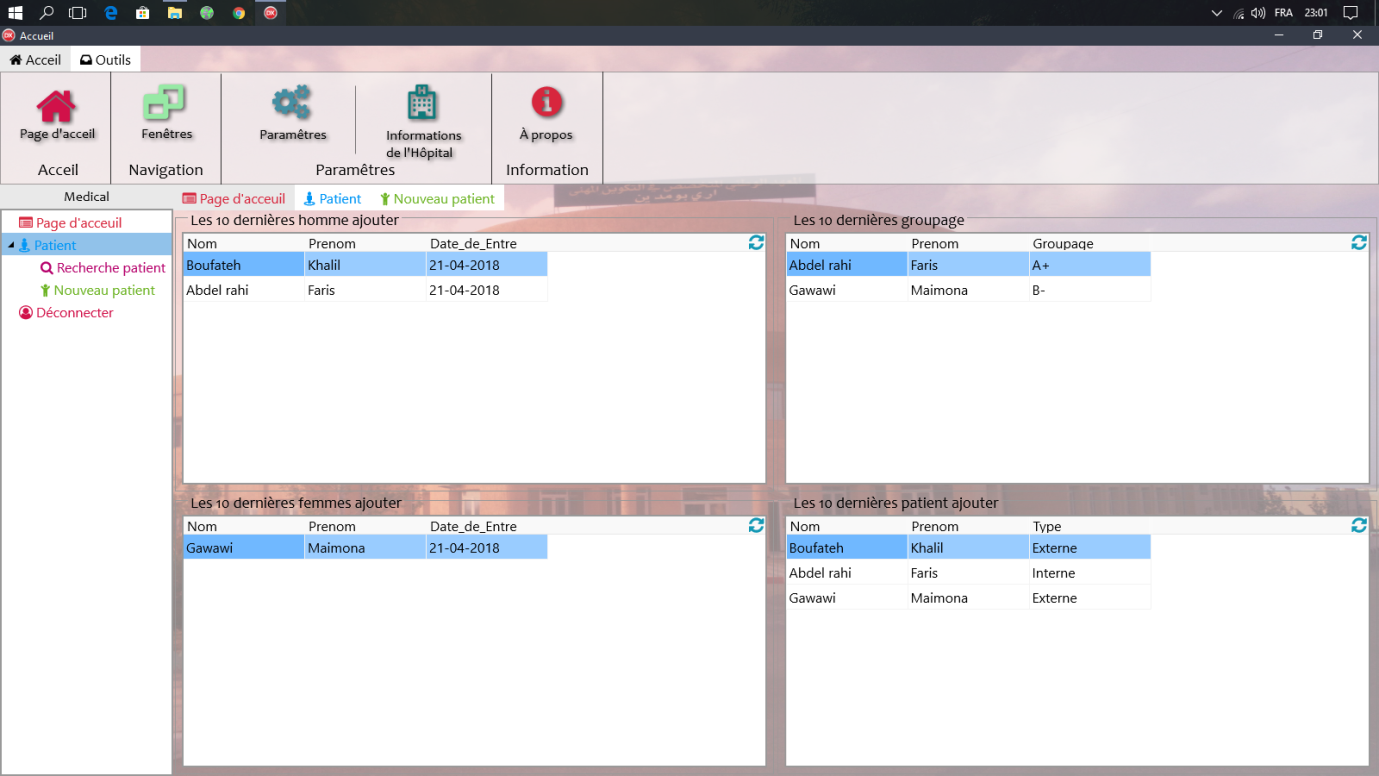 FRA 23:01
Accueil
Acceil Outils
Page d'acceil Fenêtres Paramêtres Informations de l'Hôpital À propos
Acceil Navigation Paramêtres Information
Medical
Page d'acceuil Patient Nouveau patient
Page d'acceuil
Patient
Recherche patient
Nouveau patient
Déconnecter
Les 10 dernières homme ajouter
Nom Prenom Date_de_Entre
Boufateh Khalil 21-04-2018
Abdel rahi Faris 21-04-2018
Les 10 dernières groupage
Nom Prenom Groupage
Abdel rahi Faris A+
Gawawi Maimona B-
Les 10 dernières femmes ajouter
Nom Prenom Date_de_Entre
Gawawi Maimona 21-04-2018
Les 10 dernières patient ajouter
Nom Prenom Type
Boufateh Khalil Externe
Abdel rahi Faris Interne
Gawawi Maimona Externe